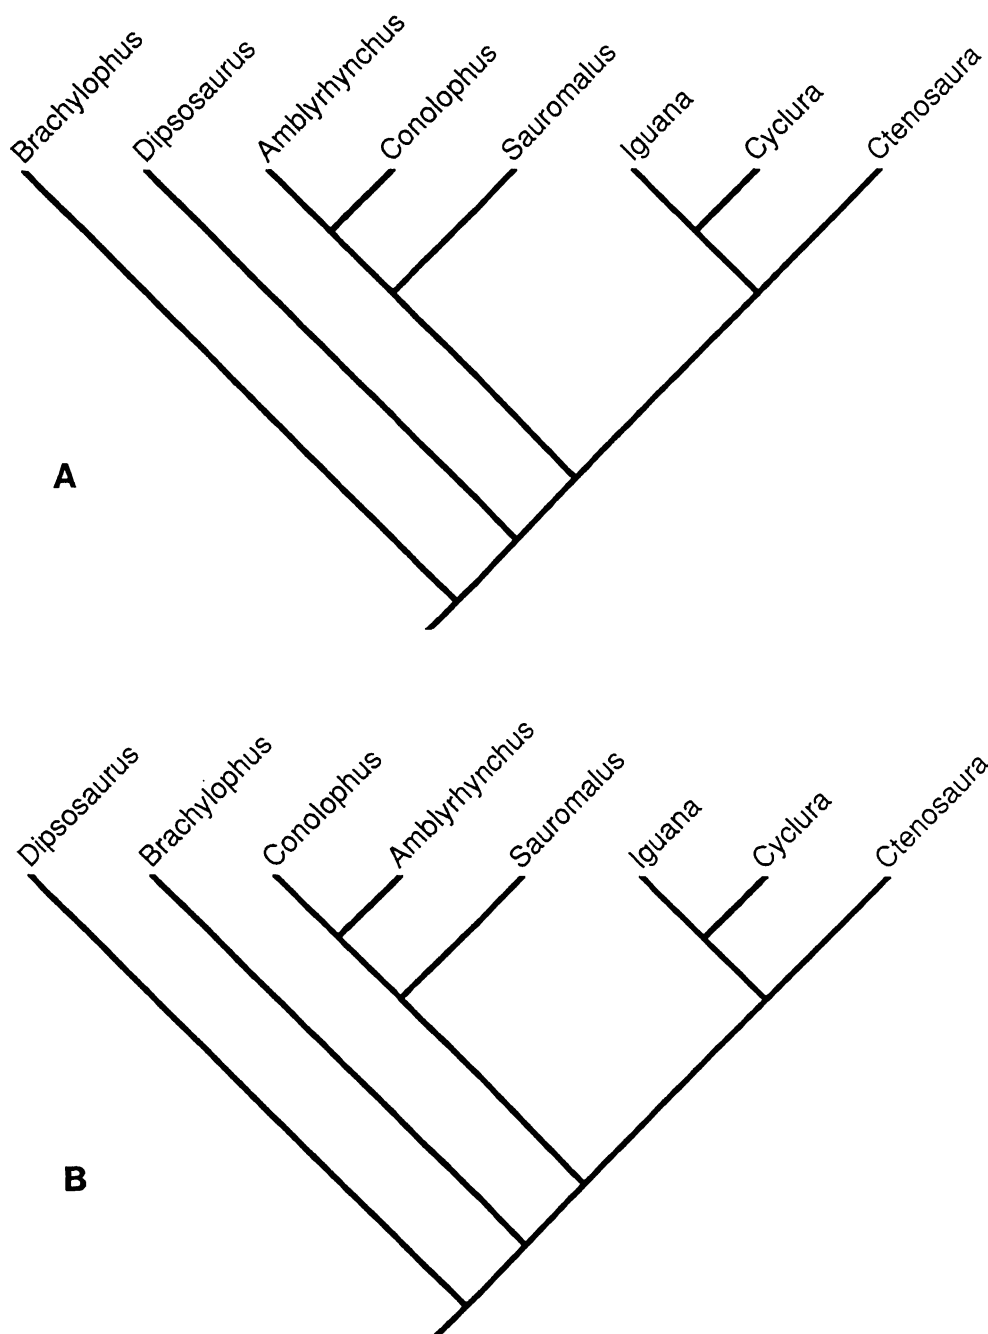 Brachylophus
Dipsosaurus
Amblyrhynchus
Conolophus
Sauromalus
Iguana
Cyclura
Ctenosaura
A
Dipsosaurus
Brachylophus
Conolophus
Amblyrhynchus
Sauromalus
Iguana
Cyclura
Ctenosaura
B